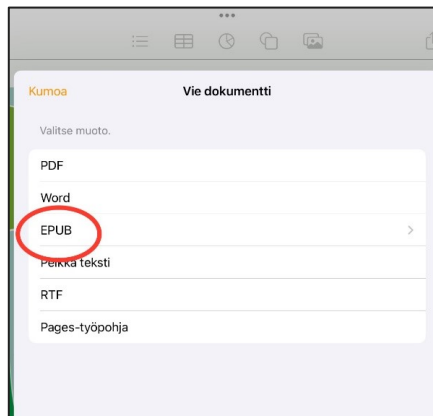 Kumoa
Vie dokumentti
Valitse muoto.
PDF
Word
EPUB
Pelkkä teksti
RTF
Pages-työpohja